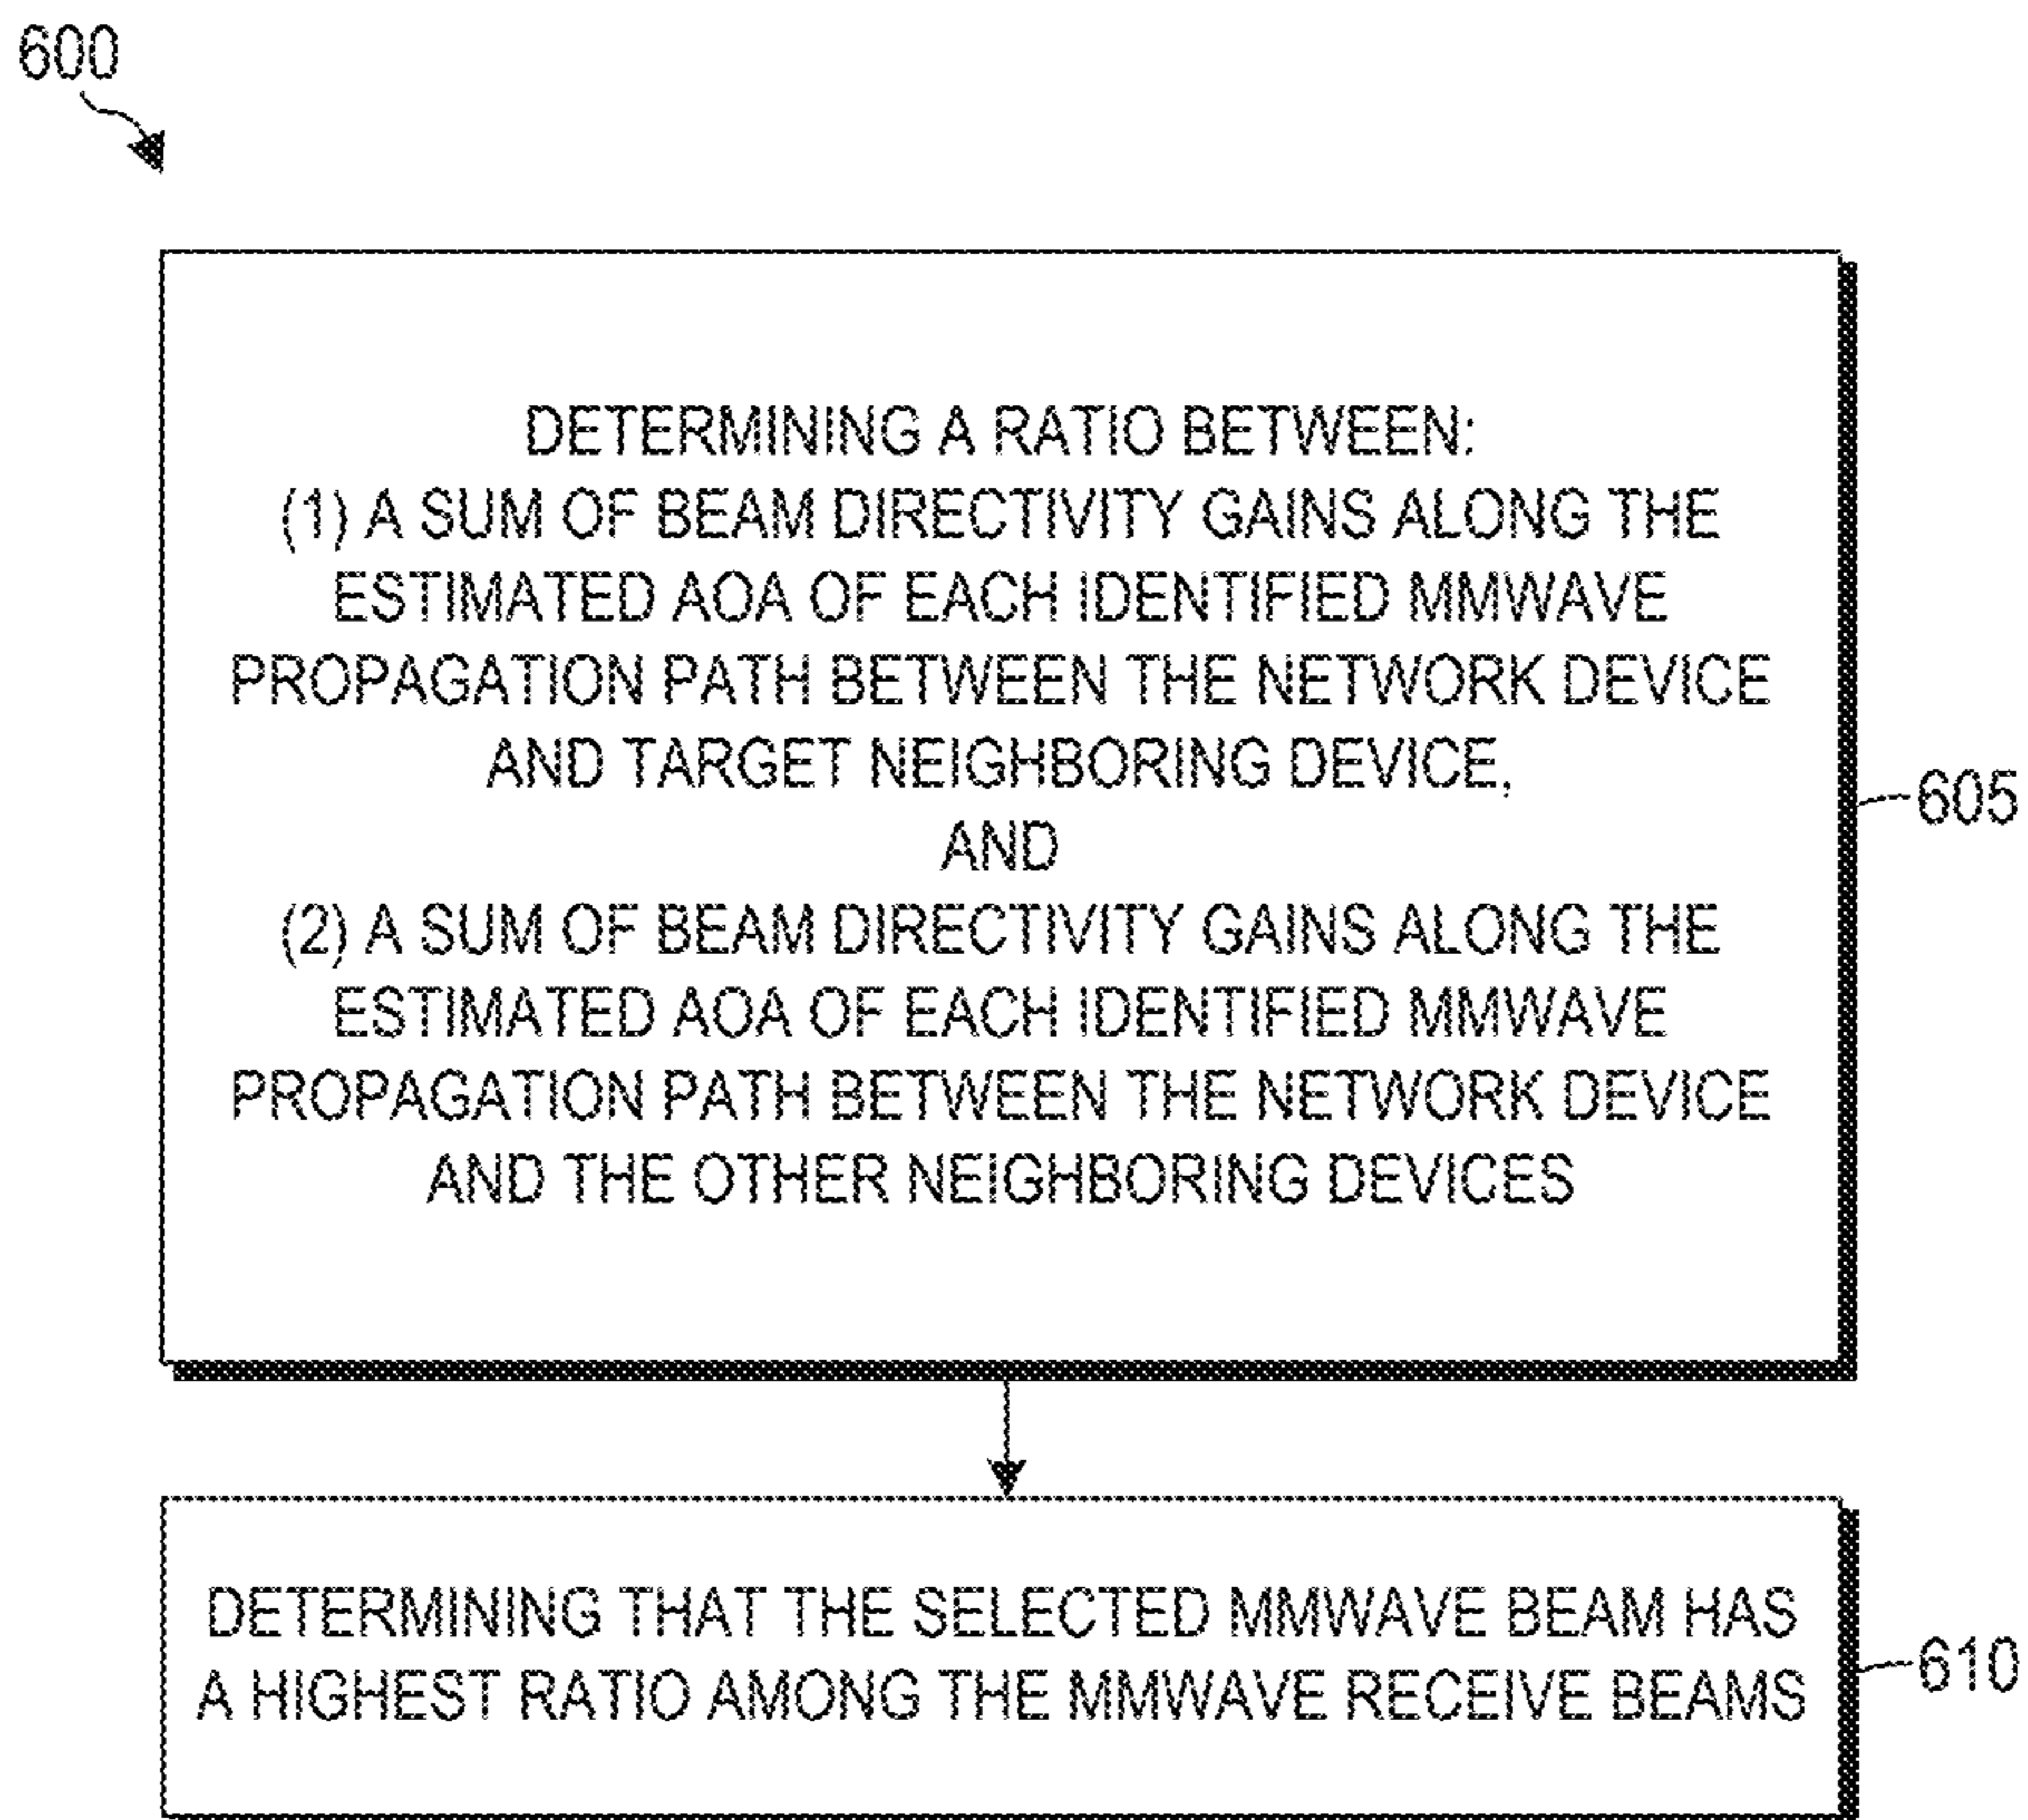 600
DETERMINING A RATIO BETWEEN:
(1) A SUM OF BEAM DIRECTIVITY GAINS ALONG THE
ESTIMATED AOA OF EACH IDENTIFIED MMWAVE
PROPAGATION PATH BETWEEN THE NETWORK DEVICE
AND TARGET NEIGHBORING DEVICE,
AND
(2) A SUM OF BEAM DIRECTIVITY GAINS ALONG THE
ESTIMATED AOA OF EACH IDENTIFIED MMWAVE
PROPAGATION PATH BETWEEN THE NETWORK DEVICE
AND THE OTHER NEIGHBORING DEVICES
605
DETERMINING THAT THE SELECTED MMWAVE BEAM HAS
A HIGHEST RATIO AMONG THE MMWAVE RECEIVE BEAMS
610